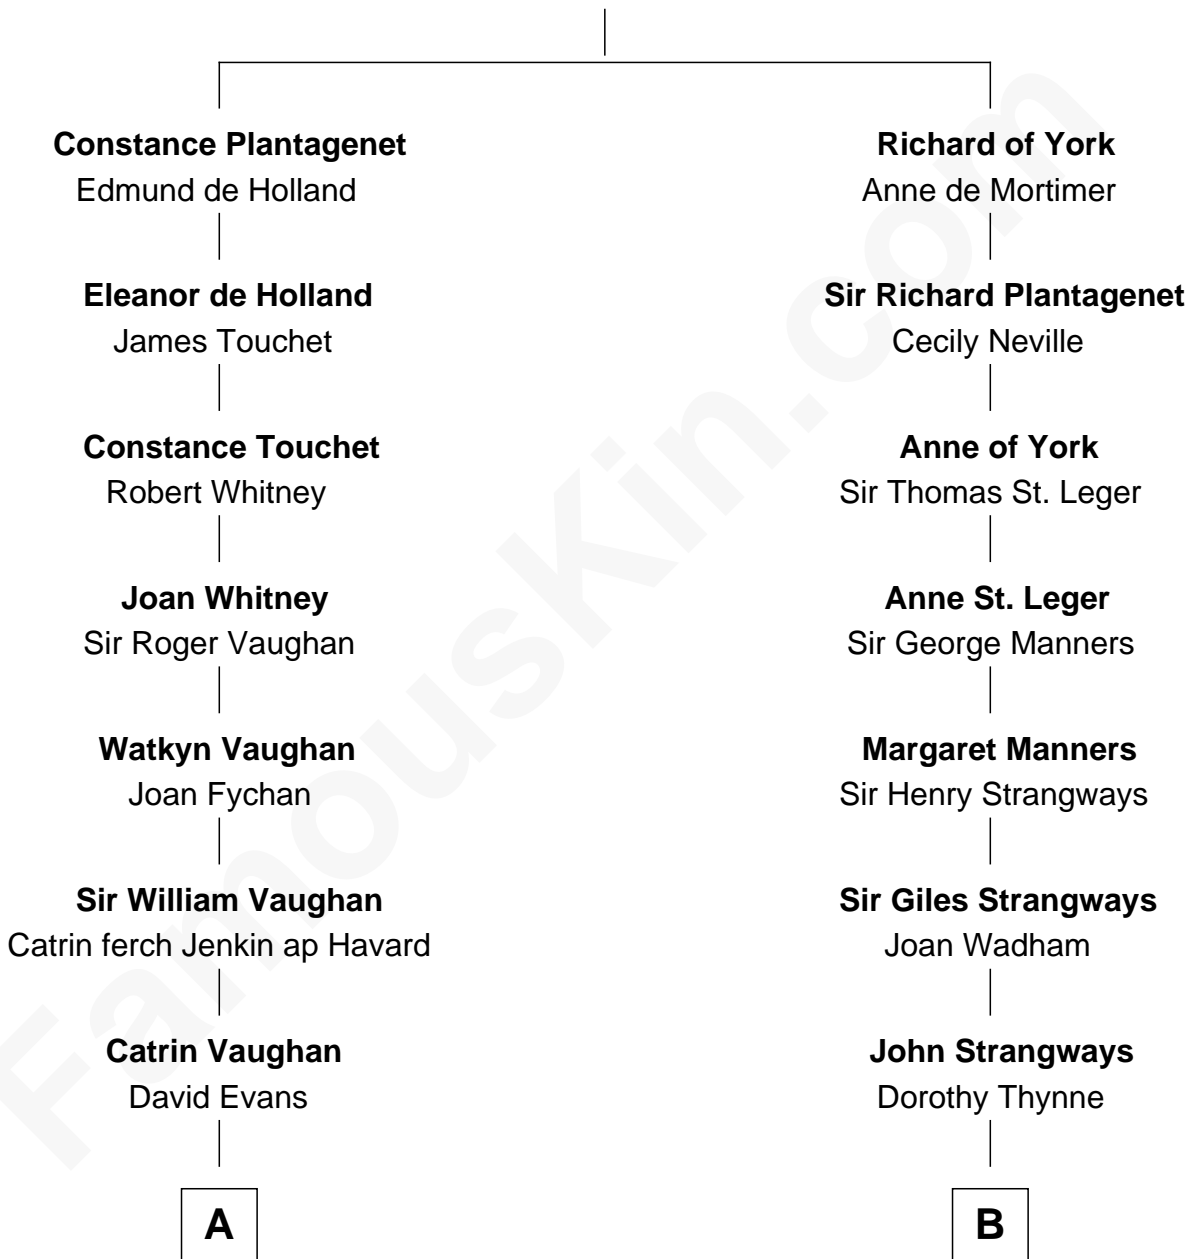 Constance Plantagenet
Edmund de Holland
Richard of York
Anne de Mortimer
Eleanor de Holland
James Touchet
Sir Richard Plantagenet
Cecily Neville
Constance Touchet
Robert Whitney
Anne of York
Sir Thomas St. Leger
Joan Whitney
Sir Roger Vaughan
Anne St. Leger
Sir George Manners
Watkyn Vaughan
Joan Fychan
Margaret Manners
Sir Henry Strangways
Sir William Vaughan
Catrin ferch Jenkin ap Havard
Sir Giles Strangways
Joan Wadham
Catrin Vaughan
David Evans
John Strangways
Dorothy Thynne
A
B
FamousKin.com